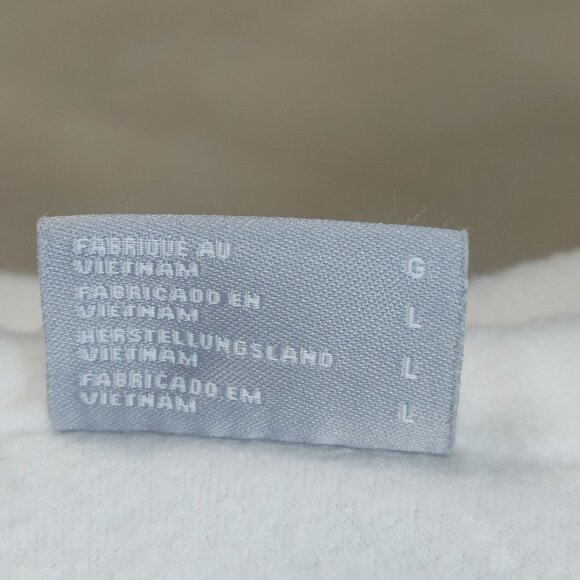 FABRIQUE AU G
VIETNAM
FABRICADO EN L
VIETNAM
HERSTELLUNGSLAND L
VIETNAM
FABRICADO EM L
VIETNAM